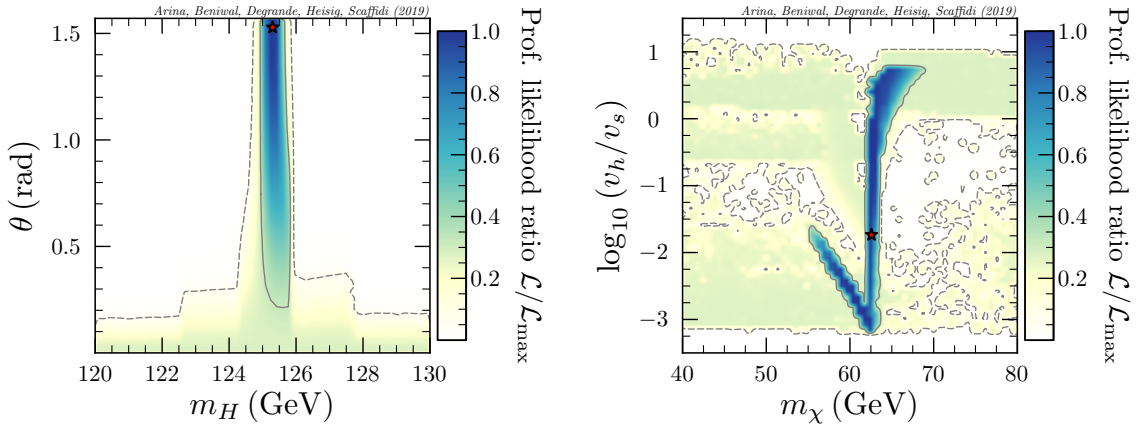 Arina, Beniwal, Degrande, Heisig, Scaffidi (2019)
1.5
1.0
0.5
θ (rad)
120 122 124 126 128 130
m_H (GeV)
1.0
0.8
0.6
0.4
0.2
Prof. likelihood ratio ℒ/ℒ_max
Arina, Beniwal, Degrande, Heisig, Scaffidi (2019)
1
0
−1
−2
−3
log₁₀ (v_h/v_s)
40 50 60 70 80
m_χ (GeV)
1.0
0.8
0.6
0.4
0.2
Prof. likelihood ratio ℒ/ℒ_max